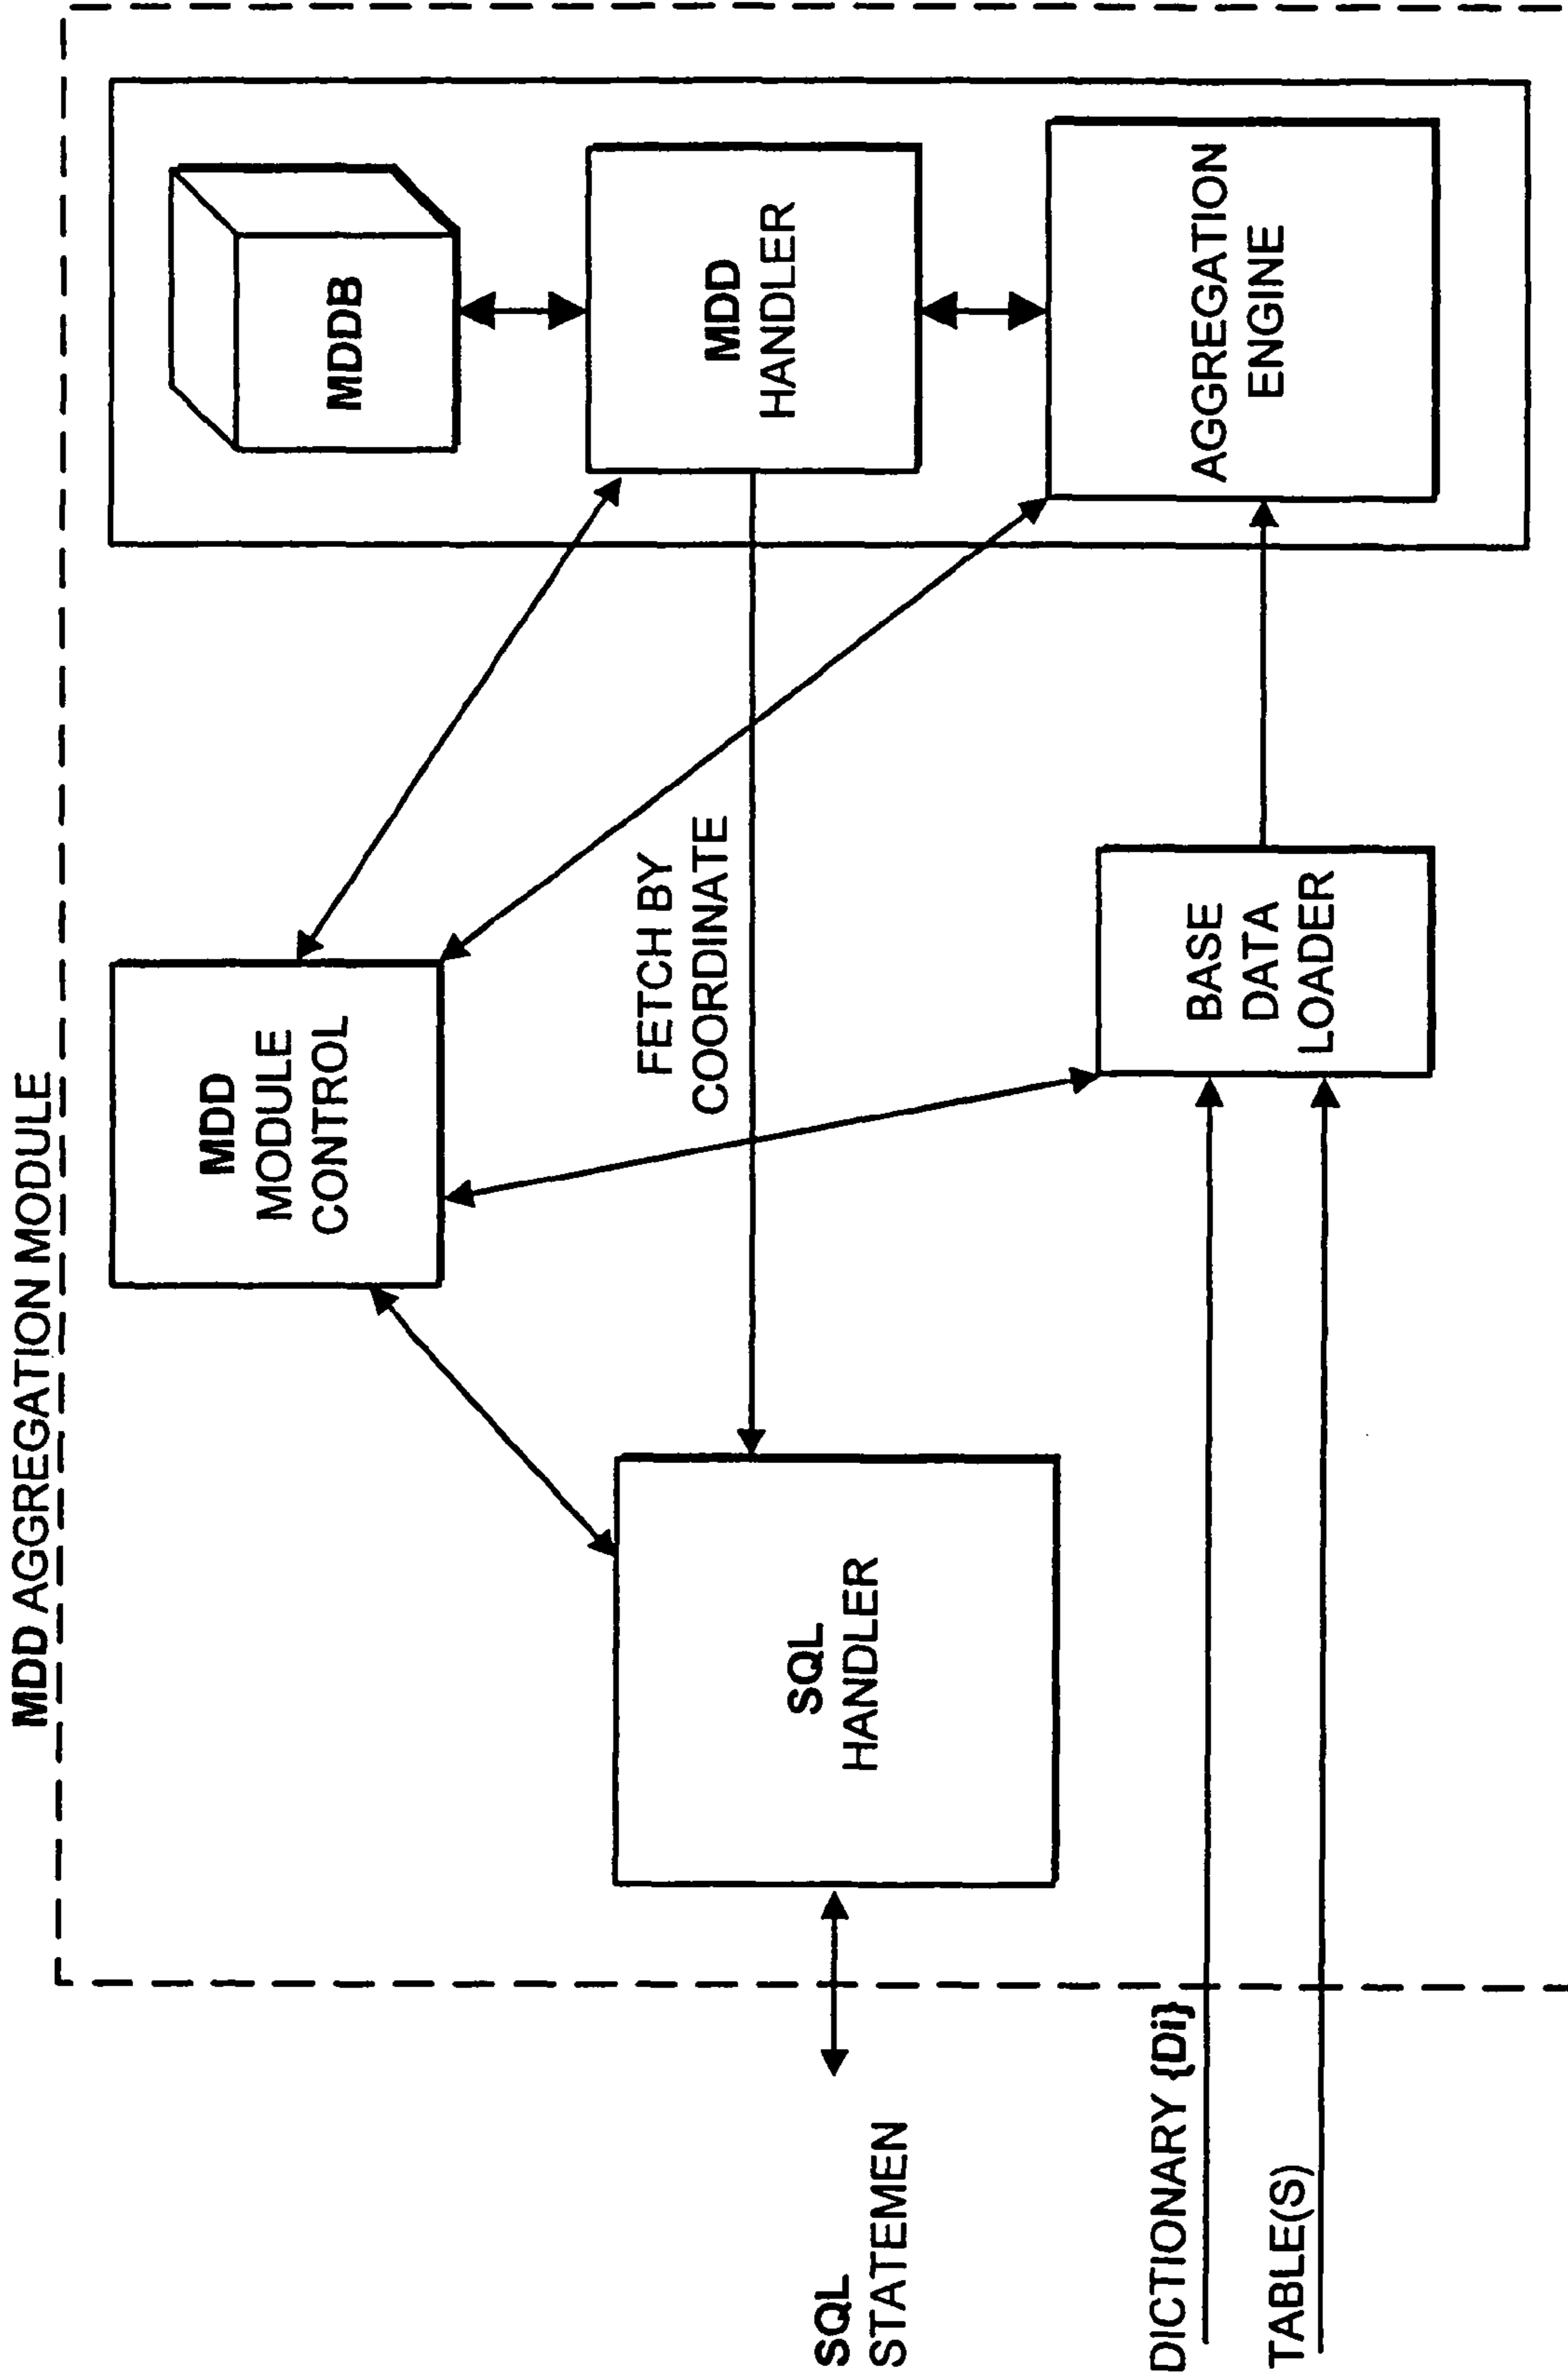 MDD AGGREGATION MODULE
MDD
MODULE
CONTROL
MDDB
MDD
HANDLER
AGGREGATION
ENGINE
FETCH BY
COORDINATE
BASE
DATA
LOADER
SQL
HANDLER
SQL
STATEMEN
DICTIONARY {Di}
TABLE(S)